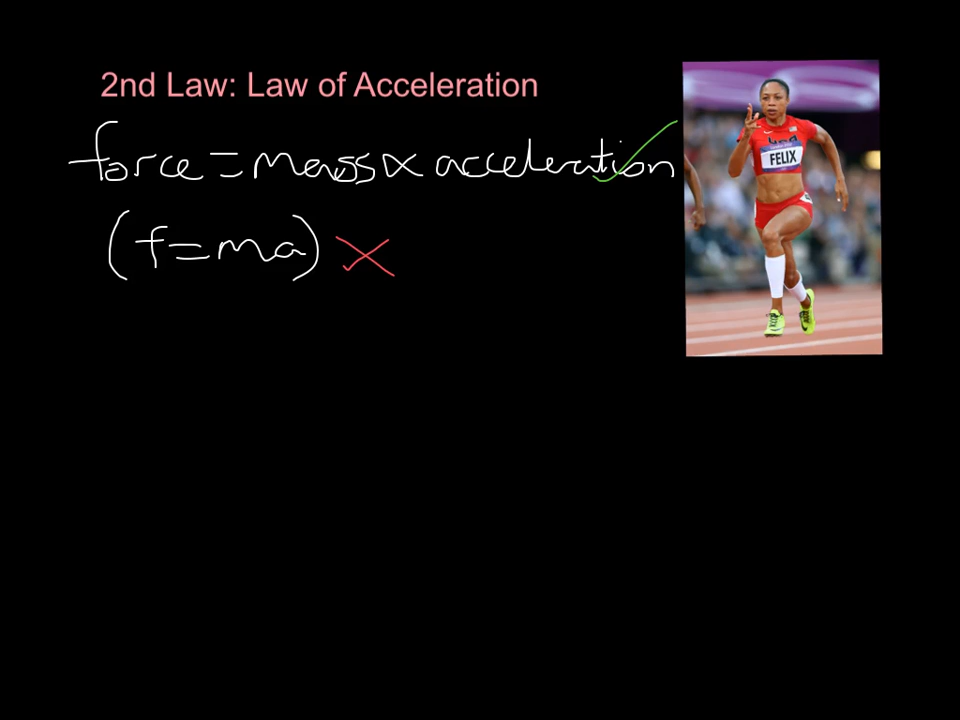 2nd Law: Law of Acceleration
force = mass x acceleration
(f=ma)
FELIX